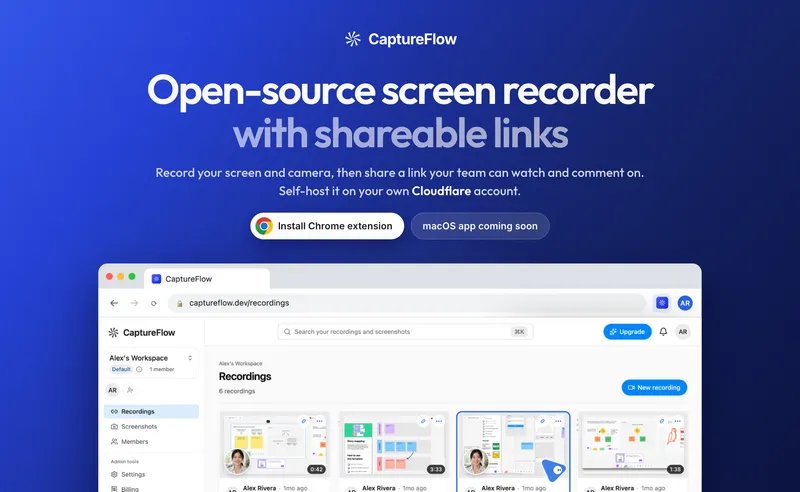 CaptureFlow
Open-source screen recorder
with shareable links
Record your screen and camera, then share a link your team can watch and comment on.
Self-host it on your own Cloudflare account.
Install Chrome extension
macOS app coming soon
CaptureFlow
captureflow.dev/recordings
AR
CaptureFlow
Search your recordings and screenshots
⌘K
Upgrade
AR
Alex's Workspace
Default
1 member
AR
Recordings
Screenshots
Members
Admin tools
Settings
Billing
Alex's Workspace
Recordings
6 recordings
New recording
0:42
3:33
1:38
AR
Alex Rivera · 1mo ago
Alex Rivera · 1mo ago
Alex Rivera · 1mo ago
Alex Rivera · 1mo ago